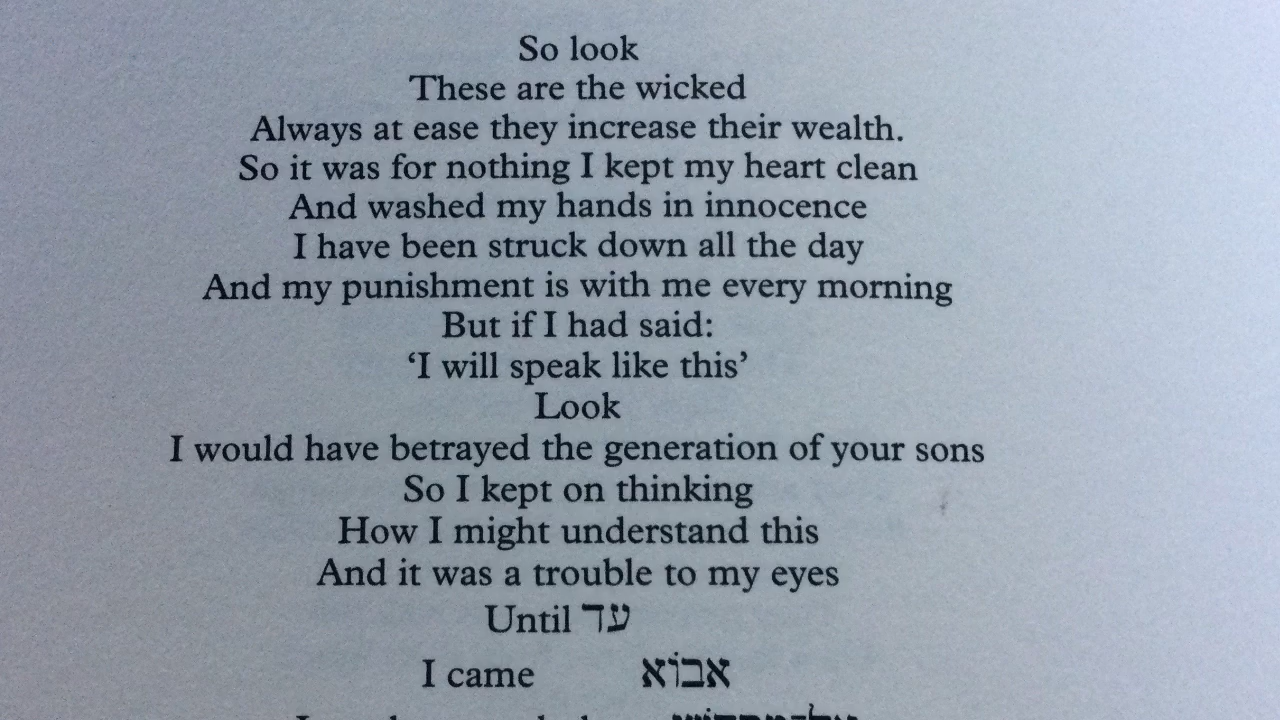 So look
These are the wicked
Always at ease they increase their wealth.
So it was for nothing I kept my heart clean
And washed my hands in innocence
I have been struck down all the day
And my punishment is with me every morning
But if I had said:
‘I will speak like this’
Look
I would have betrayed the generation of your sons
So I kept on thinking
How I might understand this
And it was a trouble to my eyes
Until עד
I came אבוֹא